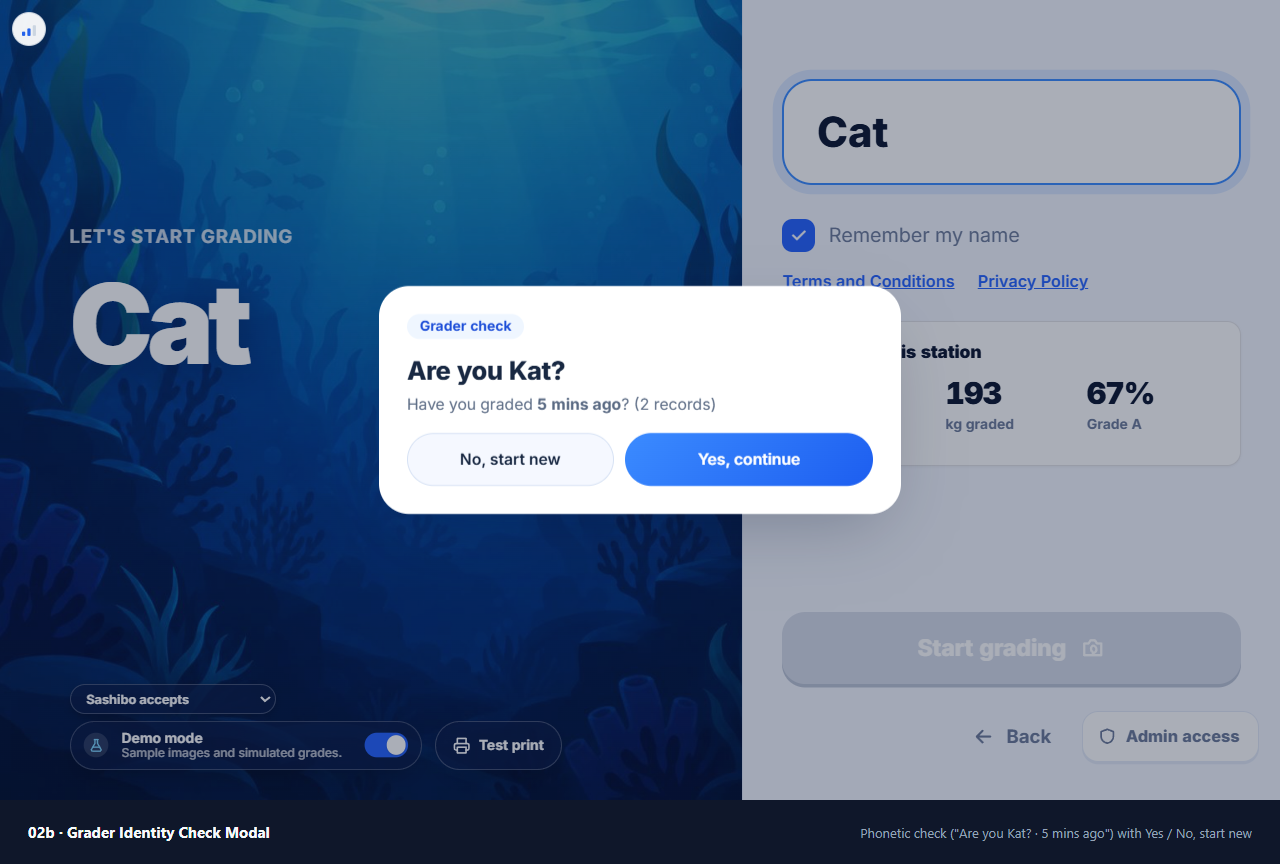 LET'S START GRADING
Cat
Sashibo accepts
Demo mode
Sample images and simulated grades.
Test print
Cat
Remember my name
Terms and Conditions Privacy Policy
is station
193 67%
kg graded Grade A
Start grading
Back
Admin access
Grader check
Are you Kat?
Have you graded 5 mins ago? (2 records)
No, start new
Yes, continue
02b · Grader Identity Check Modal
Phonetic check ("Are you Kat? · 5 mins ago") with Yes / No, start new